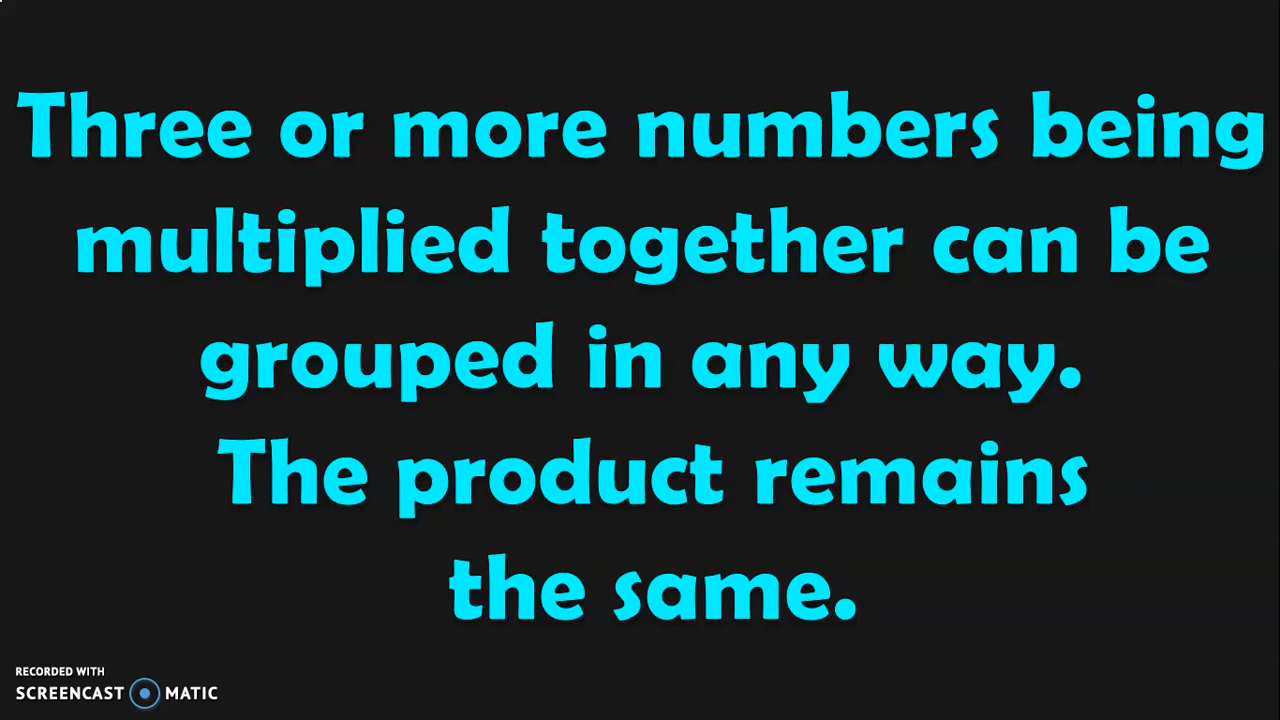 Three or more numbers being
multiplied together can be
grouped in any way.
The product remains
the same.
RECORDED WITH
SCREENCAST MATIC